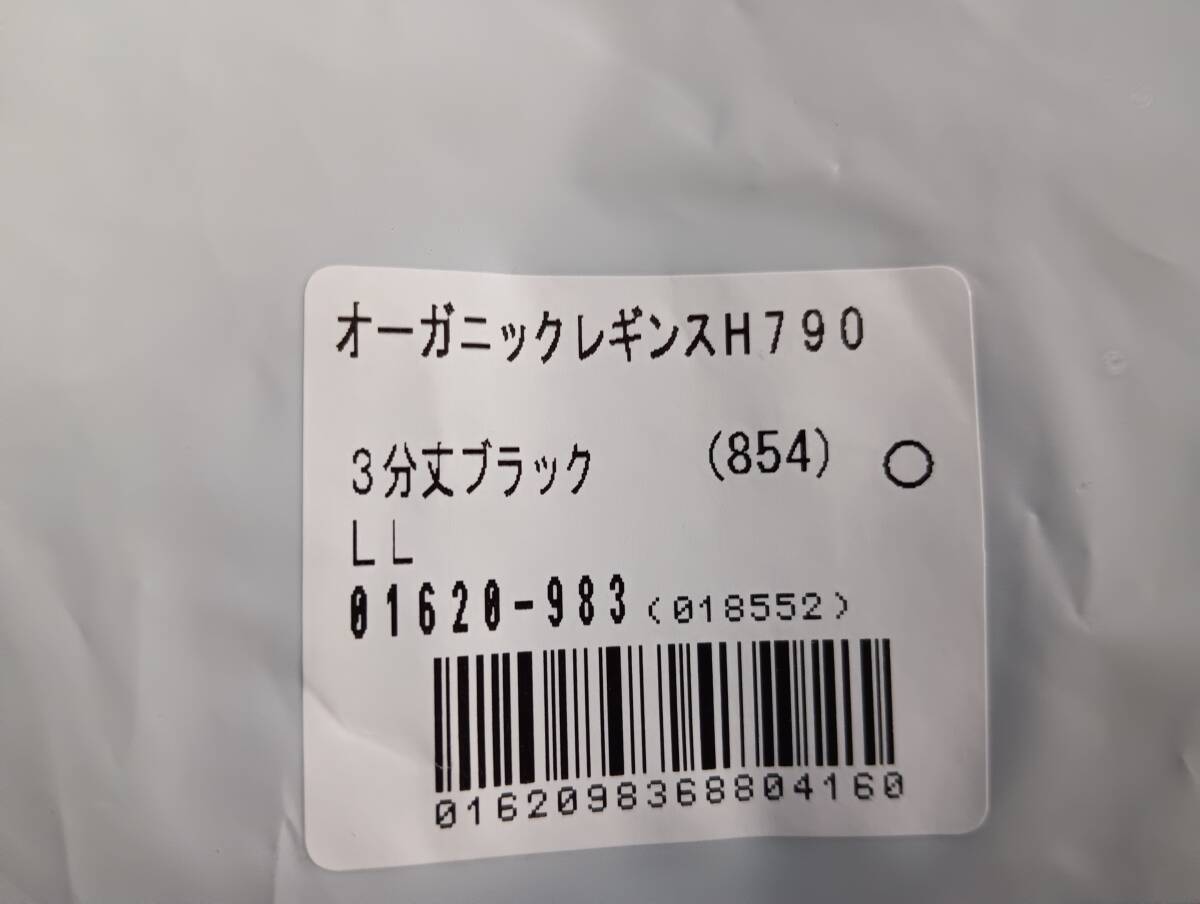 オーガニックレギンスH790
3分丈ブラック (854) ○
LL
01620-983 (018552)
0162098368804160